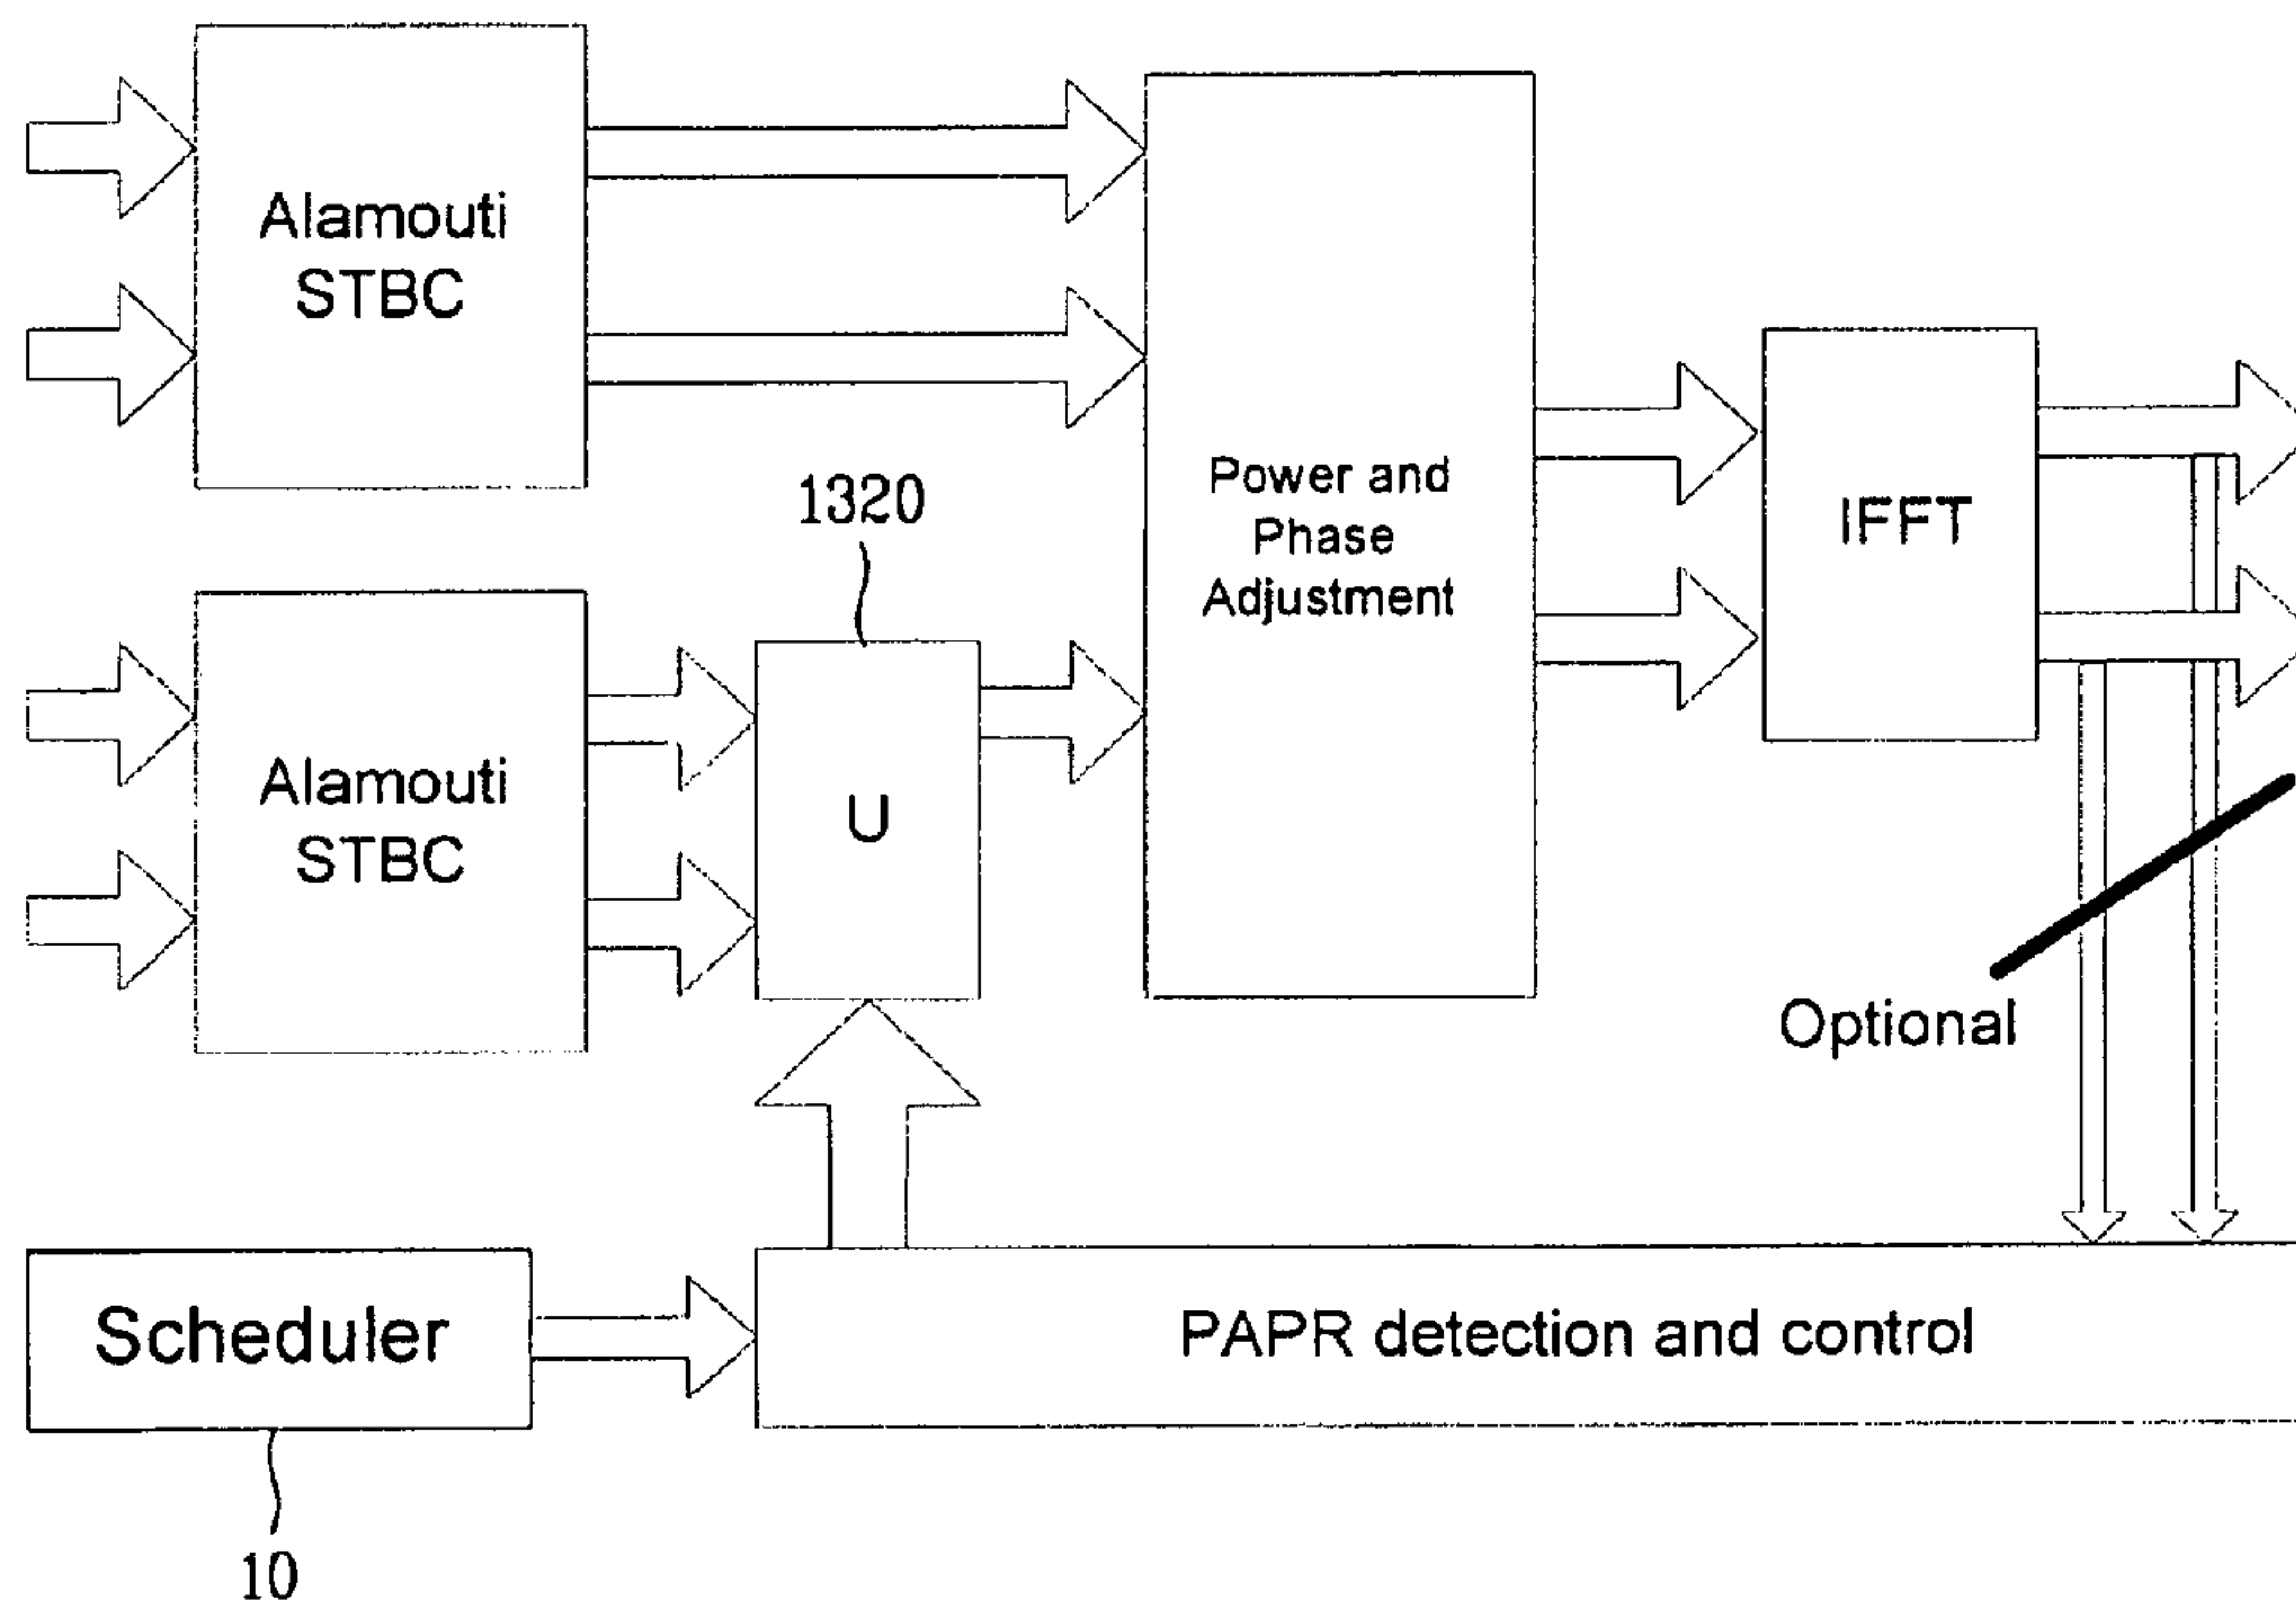 Alamouti
STBC
Power and
Phase
Adjustment
IFFT
1320
Alamouti
STBC
U
Optional
Scheduler
PAPR detection and control
10